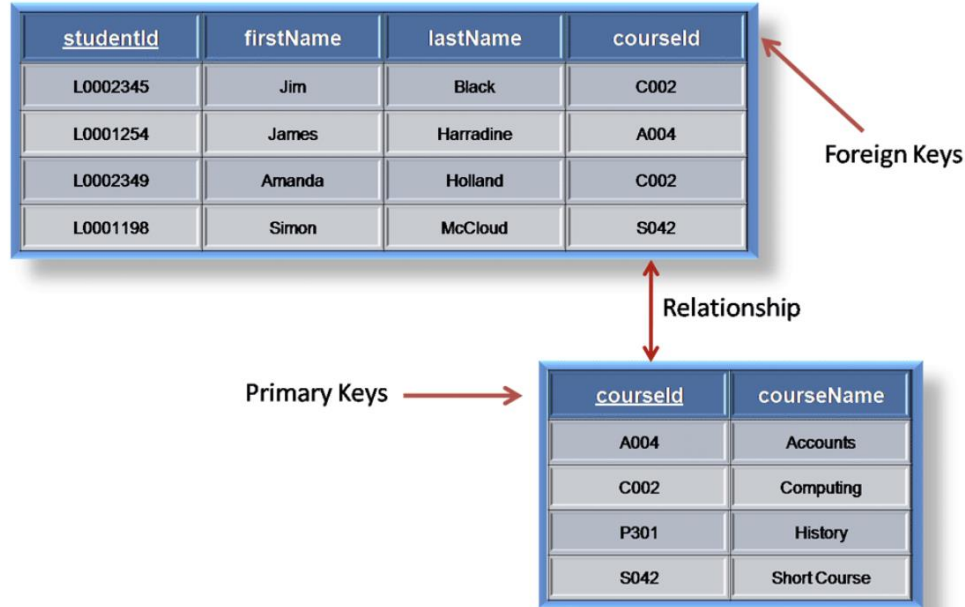 studentId firstName lastName courseId
L0002345 Jim Black C002
L0001254 James Harradine A004
L0002349 Amanda Holland C002
L0001198 Simon McCloud S042
Foreign Keys
Relationship
Primary Keys
courseId courseName
A004 Accounts
C002 Computing
P301 History
S042 Short Course